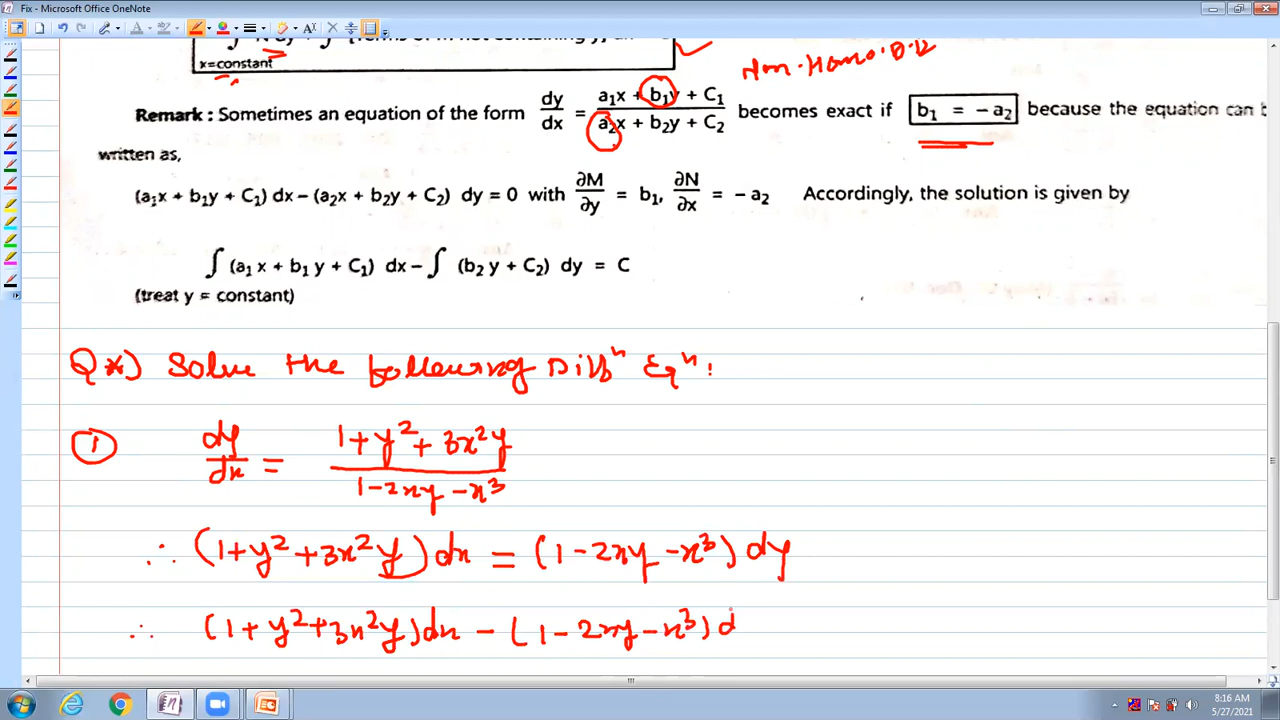 Fix - Microsoft Office OneNote
x=constant
Non-Homo. D.E
Remark : Sometimes an equation of the form dy/dx = (a₁x + b₁y + C₁)/(a₂x + b₂y + C₂) becomes exact if b₁ = – a₂ because the equation can b
written as,
(a₁x + b₁y + C₁) dx – (a₂x + b₂y + C₂) dy = 0 with ∂M/∂y = b₁, ∂N/∂x = – a₂ Accordingly, the solution is given by
∫ (a₁ x + b₁ y + C₁) dx – ∫ (b₂ y + C₂) dy = C
(treat y = constant)
Q*) Solve the following Diffⁿ Eqⁿ :
① dy/dx = (1+y²+3x²y)/(1-2xy-x³)
∴ (1+y²+3x²y)dx = (1-2xy-x³) dy
∴ (1+y²+3x²y)dx - (1-2xy-x³) d
8:16 AM
5/27/2021